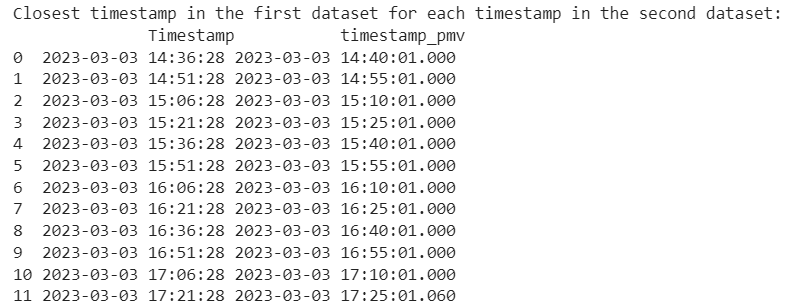 Closest timestamp in the first dataset for each timestamp in the second dataset:
Timestamp timestamp_pmv
0 2023-03-03 14:36:28 2023-03-03 14:40:01.000
1 2023-03-03 14:51:28 2023-03-03 14:55:01.000
2 2023-03-03 15:06:28 2023-03-03 15:10:01.000
3 2023-03-03 15:21:28 2023-03-03 15:25:01.000
4 2023-03-03 15:36:28 2023-03-03 15:40:01.000
5 2023-03-03 15:51:28 2023-03-03 15:55:01.000
6 2023-03-03 16:06:28 2023-03-03 16:10:01.000
7 2023-03-03 16:21:28 2023-03-03 16:25:01.000
8 2023-03-03 16:36:28 2023-03-03 16:40:01.000
9 2023-03-03 16:51:28 2023-03-03 16:55:01.000
10 2023-03-03 17:06:28 2023-03-03 17:10:01.000
11 2023-03-03 17:21:28 2023-03-03 17:25:01.060